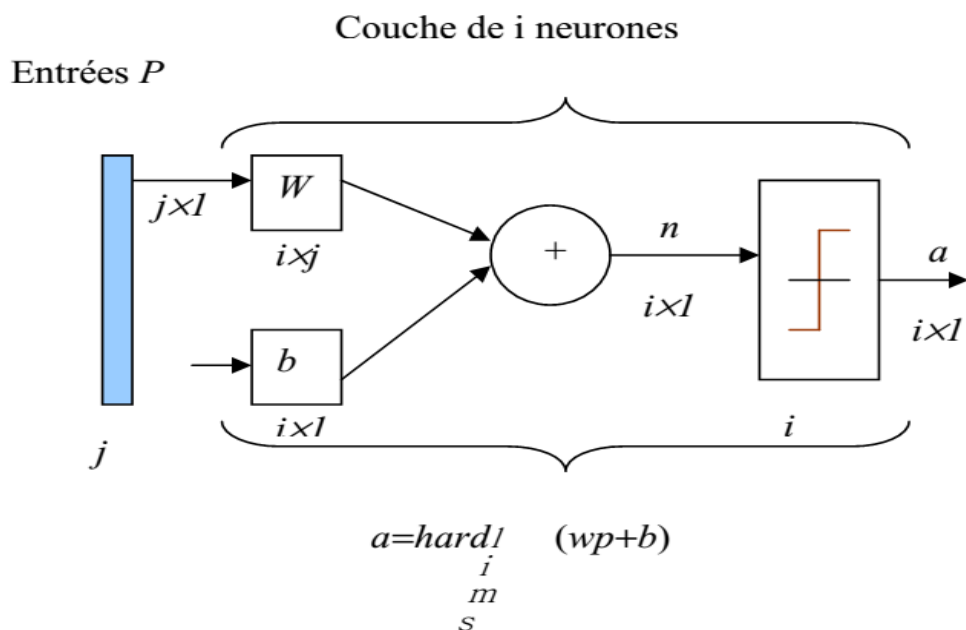 Couche de i neurones
Entrées P
j×1
W
i×j
+
n
i×1
a
i×1
b
i×1
j
i
a=hardl (wp+b)
i
m
s